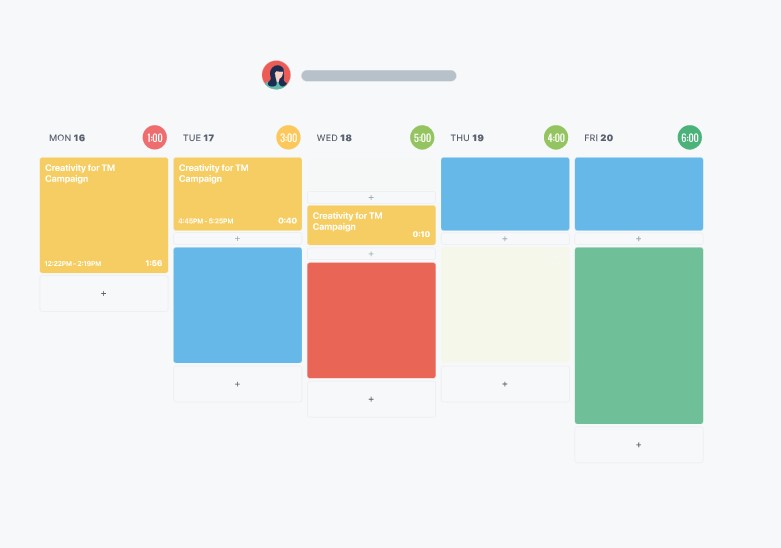 MON 16 1:00 TUE 17 3:00 WED 18 5:00 THU 19 4:00 FRI 20 6:00
Creativity for TM
Campaign
12:22PM - 2:19PM 1:56
+
Creativity for TM
Campaign
4:45PM - 5:25PM 0:40
+
+
+
Creativity for TM
Campaign
0:10
+
+
+
+
+
+